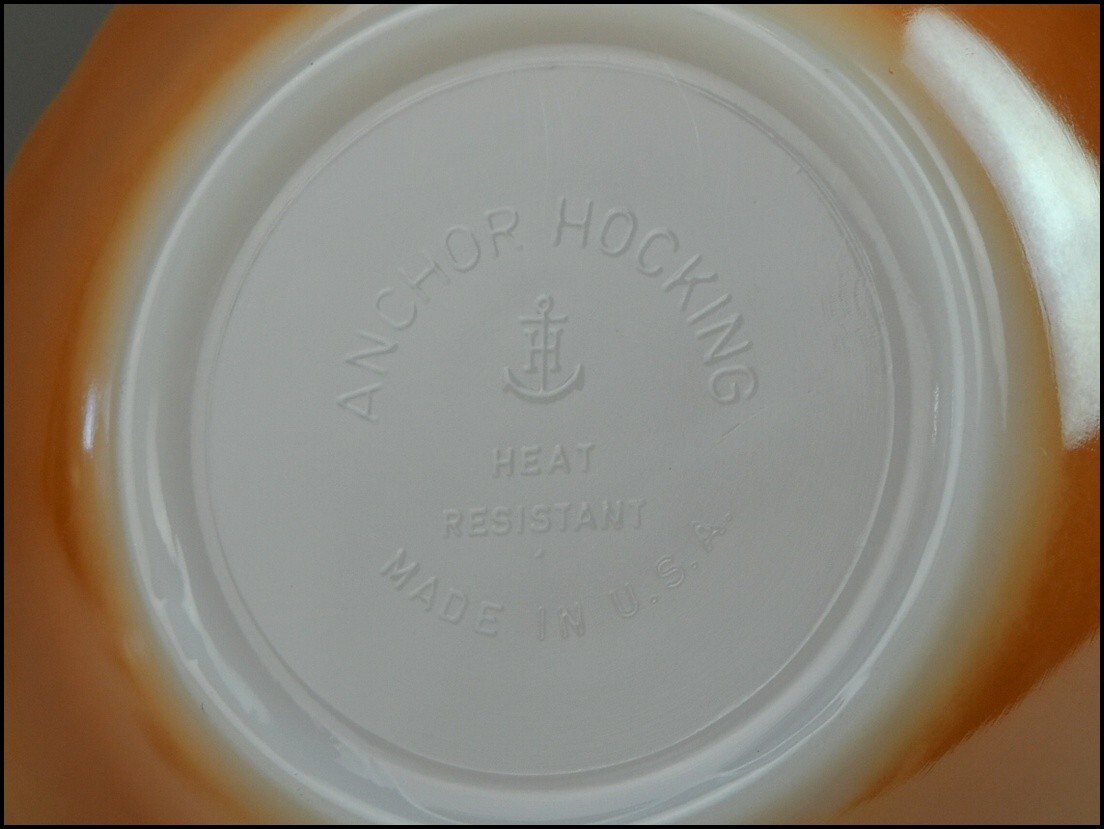 ANCHOR HOCKING
H
HEAT
RESISTANT
MADE IN U.S.A.